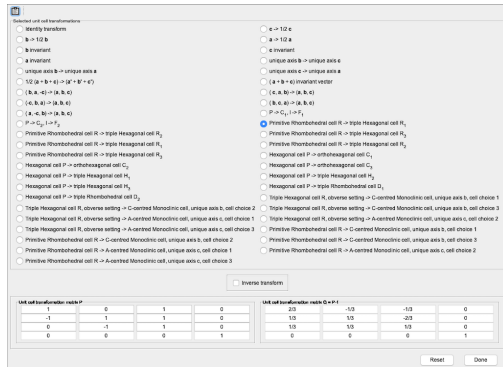 Selected unit cell transformations
Identity transform
c -> 1/2 c
b -> 1/2 b
a -> 1/2 a
b invariant
c invariant
a invariant
unique axis b -> unique axis c
unique axis b -> unique axis a
unique axis c -> unique axis a
1/2 (a + b + c) -> (a' + b' + c')
( a + b + c) invariant vector
( b, a, -c) -> (a, b, c)
( c, a, b)-> (a, b, c)
(-c, b, a) -> (a, b, c)
( b, c, a) -> (a, b, c)
( a, -c, b) -> (a, b, c)
P -> C1, I -> F1
P -> C2, I -> F2
Primitive Rhombohedral cell R -> triple Hexagonal cell R1
Primitive Rhombohedral cell R -> triple Hexagonal cell R2
Primitive Rhombohedral cell R -> triple Hexagonal cell R3
Primitive Rhombohedral cell R -> triple Hexagonal cell R3
Hexagonal cell P -> orthohexagonal cell C1
Hexagonal cell P -> orthohexagonal cell C2
Hexagonal cell P -> orthohexagonal cell C3
Hexagonal cell P -> triple Hexagonal cell H1
Hexagonal cell P -> triple Hexagonal cell H2
Hexagonal cell P -> triple Hexagonal cell H3
Hexagonal cell P -> triple Rhombohedral cell D1
Hexagonal cell P -> triple Rhombohedral cell D2
Triple Hexagonal cell R, obverse setting -> C-centred Monoclinic cell, unique axis b, cell choice 1
Triple Hexagonal cell R, obverse setting -> C-centred Monoclinic cell, unique axis b, cell choice 2
Triple Hexagonal cell R, obverse setting -> C-centred Monoclinic cell, unique axis b, cell choice 3
Triple Hexagonal cell R, obverse setting -> A-centred Monoclinic cell, unique axis c, cell choice 1
Triple Hexagonal cell R, obverse setting -> A-centred Monoclinic cell, unique axis c, cell choice 2
Triple Hexagonal cell R, obverse setting -> A-centred Monoclinic cell, unique axis c, cell choice 3
Primitive Rhombohedral cell R -> C-centred Monoclinic cell, unique axis b, cell choice 1
Primitive Rhombohedral cell R -> C-centred Monoclinic cell, unique axis b, cell choice 2
Primitive Rhombohedral cell R -> C-centred Monoclinic cell, unique axis b, cell choice 3
Primitive Rhombohedral cell R -> A-centred Monoclinic cell, unique axis c, cell choice 1
Primitive Rhombohedral cell R -> A-centred Monoclinic cell, unique axis c, cell choice 2
Primitive Rhombohedral cell R -> A-centred Monoclinic cell, unique axis c, cell choice 3
Inverse transform
Unit cell transformation matrix P
1 0 1 0
-1 1 1 0
0 -1 1 0
0 0 0 1
Unit cell transformation matrix Q = P-1
2/3 -1/3 -1/3 0
1/3 1/3 -2/3 0
1/3 1/3 1/3 0
0 0 0 1
Reset Done